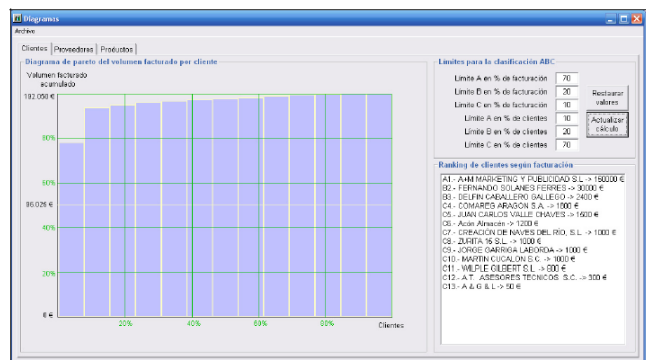 Diagramas
Archivo
Clientes Proveedores Productos
Diagrama de pareto del volumen facturado por cliente
Volumen facturado
acumulado
192.058 €
80%
60%
96.026 €
40%
20%
0 €
20% 40% 60% 80% Clientes
Límites para la clasificación ABC
Límite A en % de facturación 70
Límite B en % de facturación 20
Límite C en % de facturación 10
Límite A en % de clientes 10
Límite B en % de clientes 20
Límite C en % de clientes 70
Restaurar
valores
Actualizar
cálculo
Ranking de clientes según facturación
A1.- A+M MARKETING Y PUBLICIDAD S.L -> 150000 €
B2.- FERNANDO SOLANES FERRES -> 30000 €
B3.- DELFIN CABALLERO GALLEGO -> 2400 €
C4.- COMAREG ARAGON S.A. -> 1800 €
C5.- JUAN CARLOS VALLE CHAVES -> 1500 €
C6.- Acón Almacén -> 1200 €
C7.- CREACIÓN DE NAVES DEL RÍO, S.L. -> 1000 €
C8.- ZURITA 16 S.L. -> 1000 €
C9.- JORGE GARRIGA LABORDA -> 1000 €
C10.- MARTIN CUCALON S.C. -> 1000 €
C11.- WILPLE GILBERT S.L. -> 800 €
C12.- A.T. ASESORES TECNICOS S.C. -> 300 €
C13.- A & G & L -> 50 €